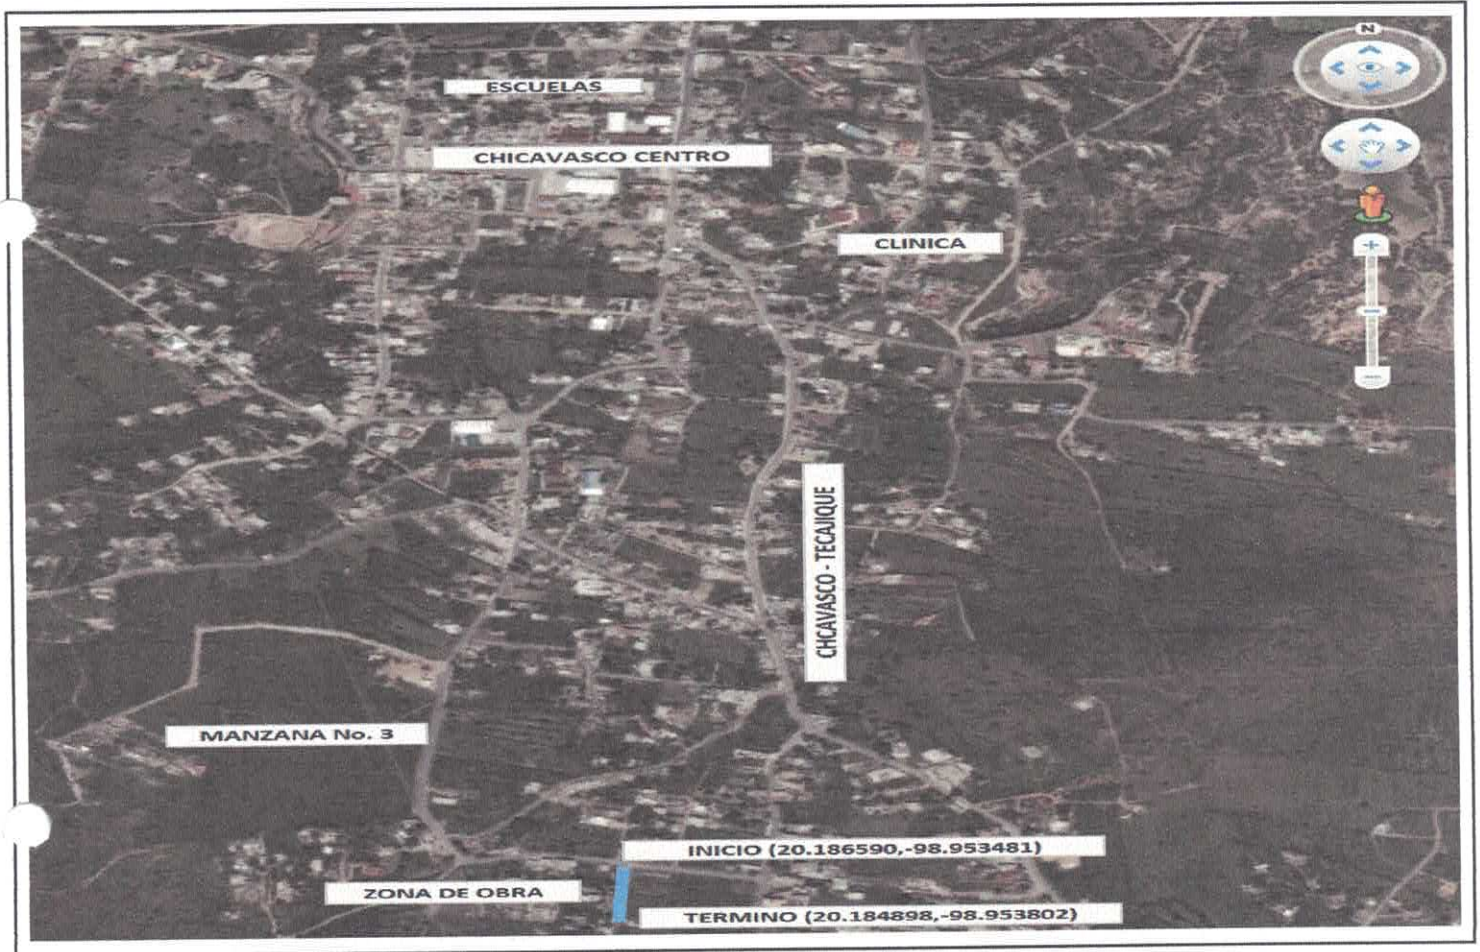 N
ESCUELAS
CHICAVASCO CENTRO
CLINICA
CHCAVASCO - TECAJIQUE
MANZANA No. 3
INICIO (20.186590,-98.953481)
ZONA DE OBRA
TERMINO (20.184898,-98.953802)